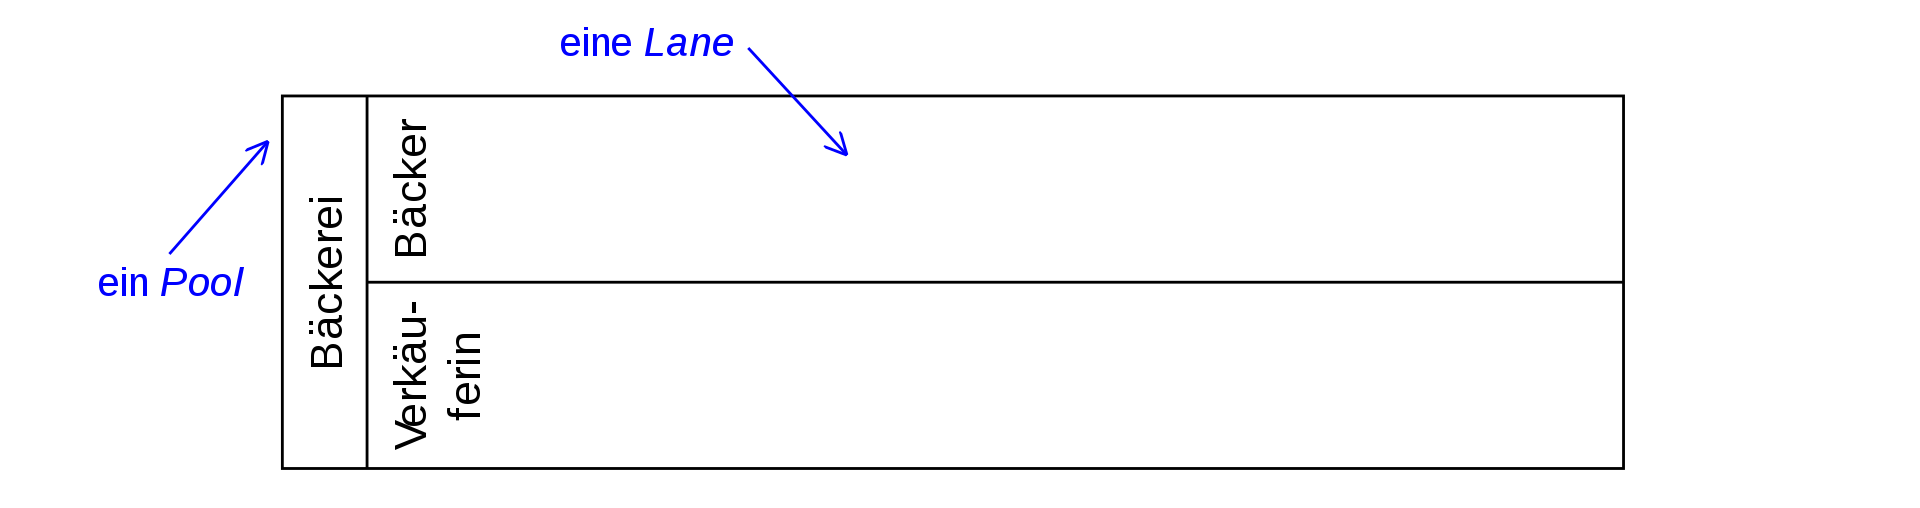 eine Lane
ein Pool
Bäckerei
Bäcker
Verkäu-
ferin